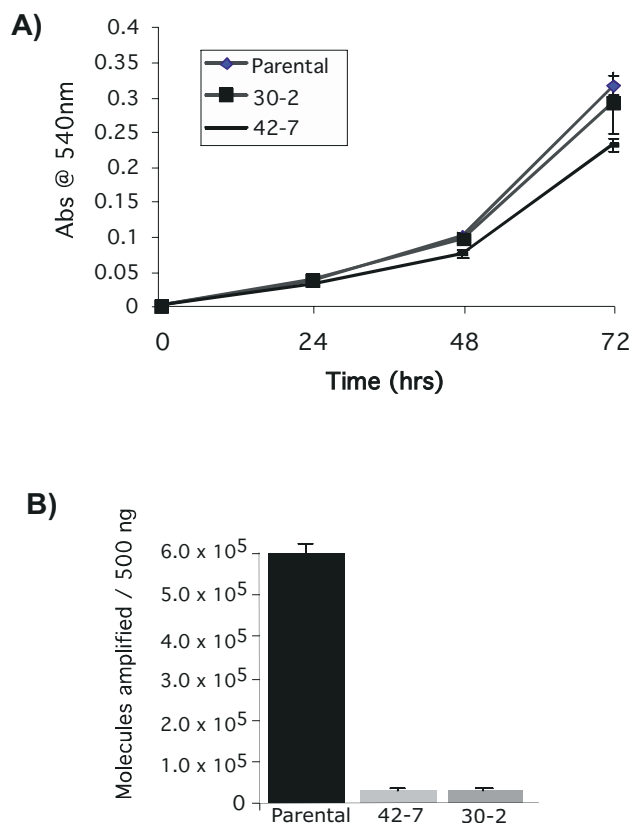 A)
Abs @ 540nm
0.4
0.35
0.3
0.25
0.2
0.15
0.1
0.05
0
Parental
30-2
42-7
0 24 48 72
Time (hrs)
B)
Molecules amplified / 500 ng
6.0 x 10⁵
5.0 x 10⁵
4.0 x 10⁵
3.0 x 10⁵
2.0 x 10⁵
1.0 x 10⁵
0
Parental 42-7 30-2